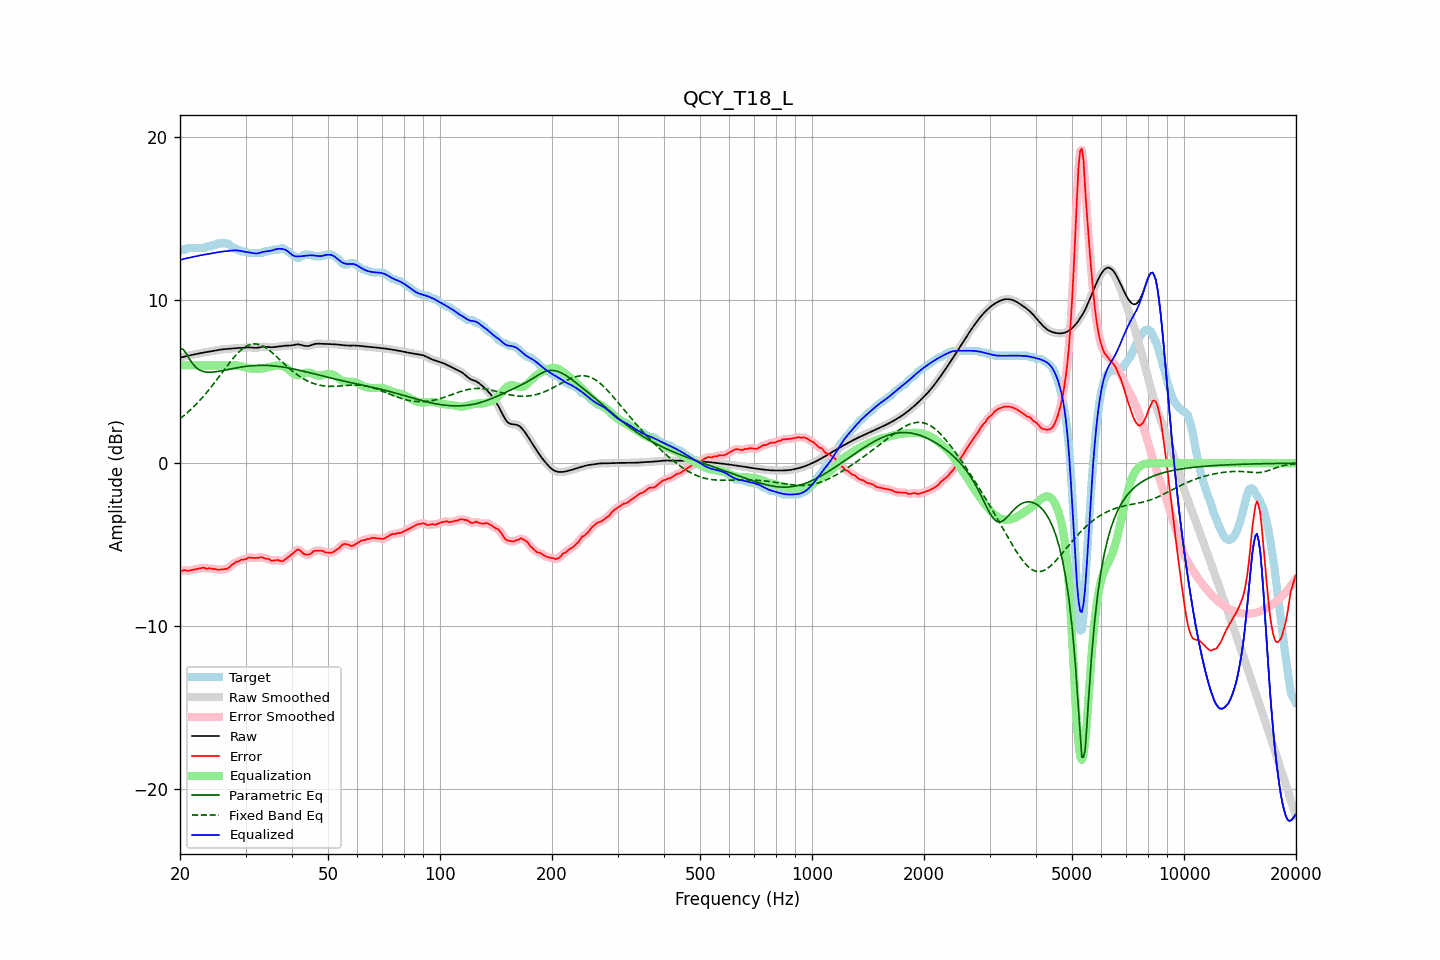 QCY_T18_L
Amplitude (dBr)
20
10
0
−10
−20
Target
Raw Smoothed
Error Smoothed
Raw
Error
Equalization
Parametric Eq
Fixed Band Eq
Equalized
20 50 100 200 500 1000 2000 5000 10000 20000
Frequency (Hz)